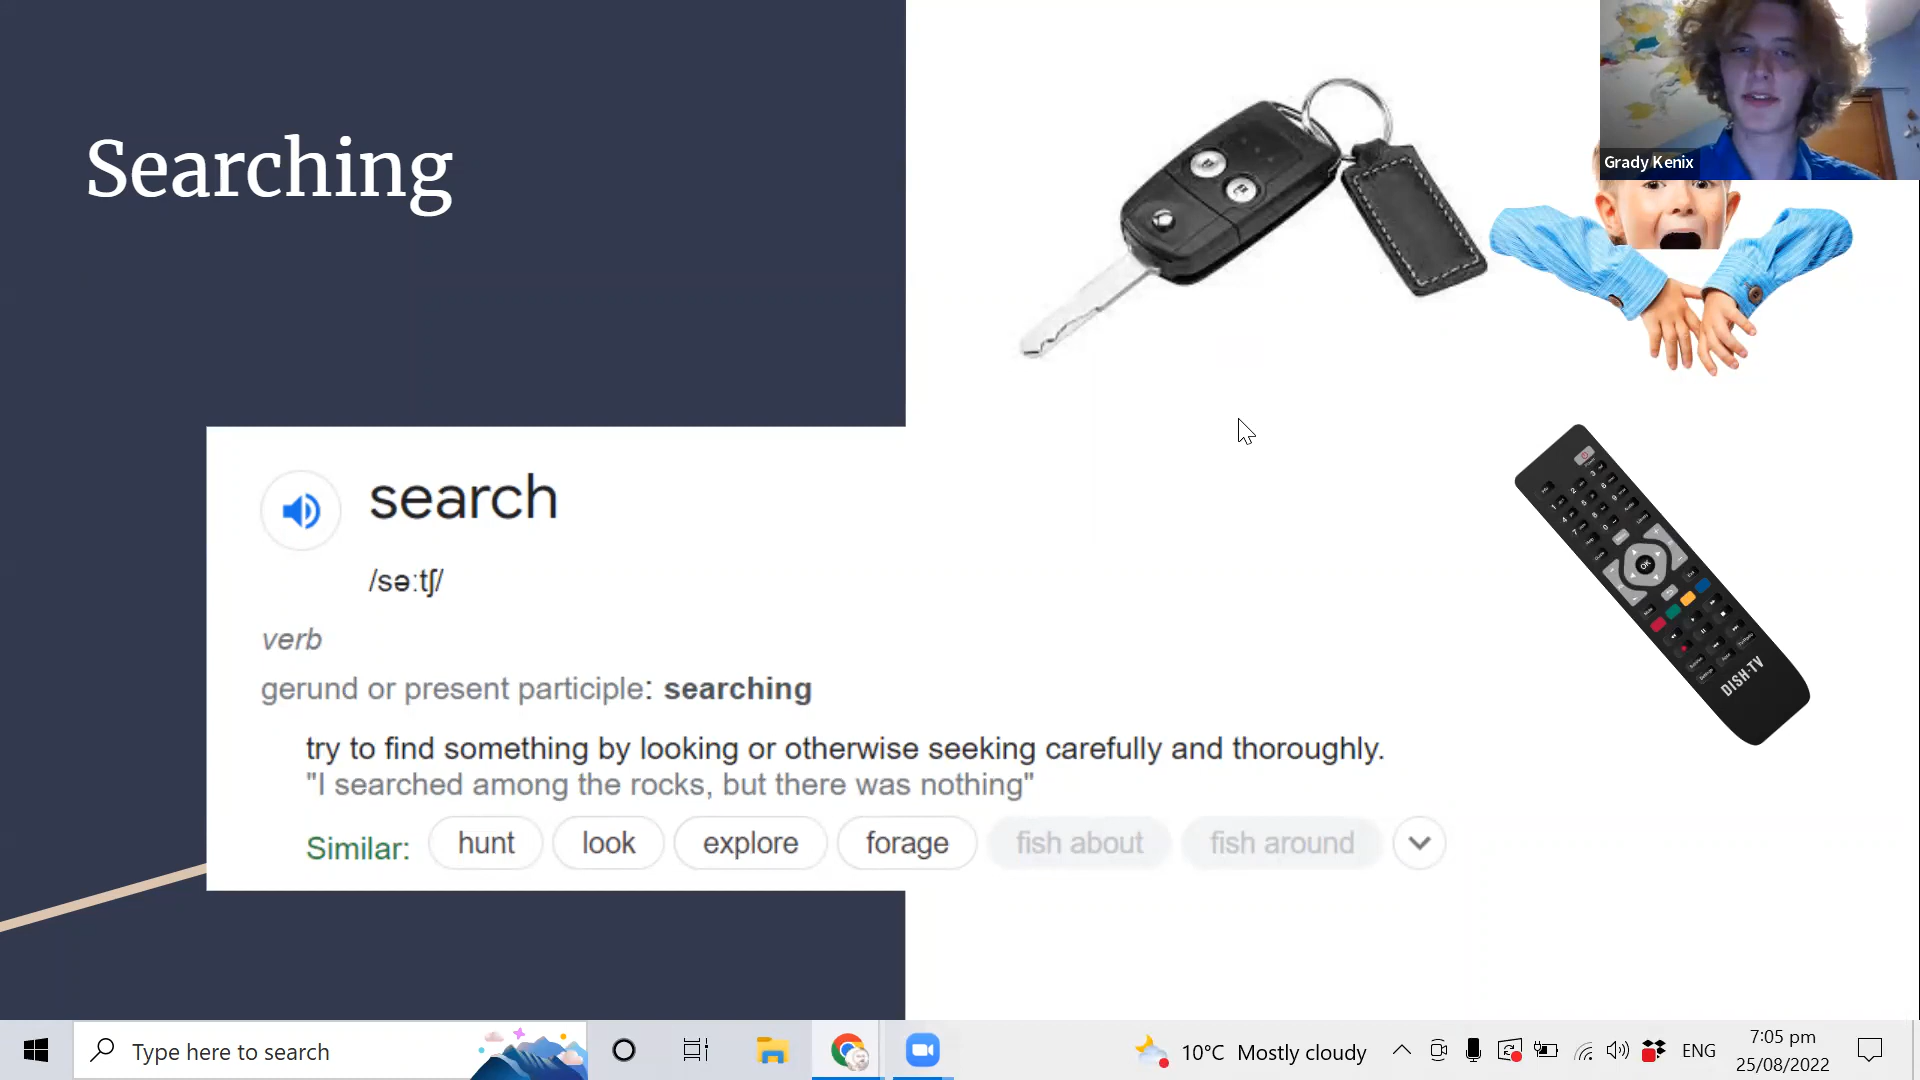 Searching
Grady Kenix
search
/səːtʃ/
verb
gerund or present participle: searching
try to find something by looking or otherwise seeking carefully and thoroughly.
"I searched among the rocks, but there was nothing"
Similar: hunt look explore forage fish about fish around
OK
DISH·TV
Type here to search
10°C Mostly cloudy
ENG
7:05 pm
25/08/2022